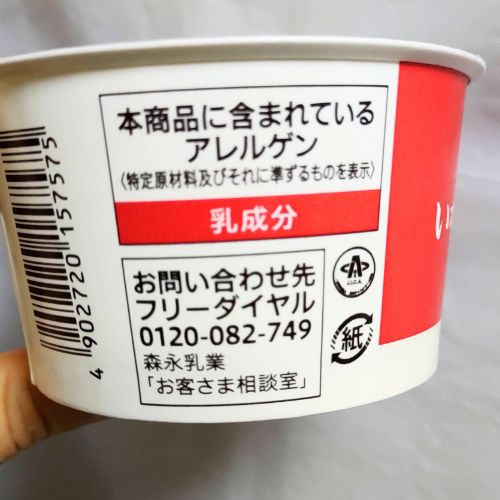 本商品に含まれている
アレルゲン
〈特定原材料及びそれに準ずるものを表示〉
乳成分
お問い合わせ先
フリーダイヤル
0120-082-749
森永乳業
「お客さま相談室」
4 902720 157575
紙
い